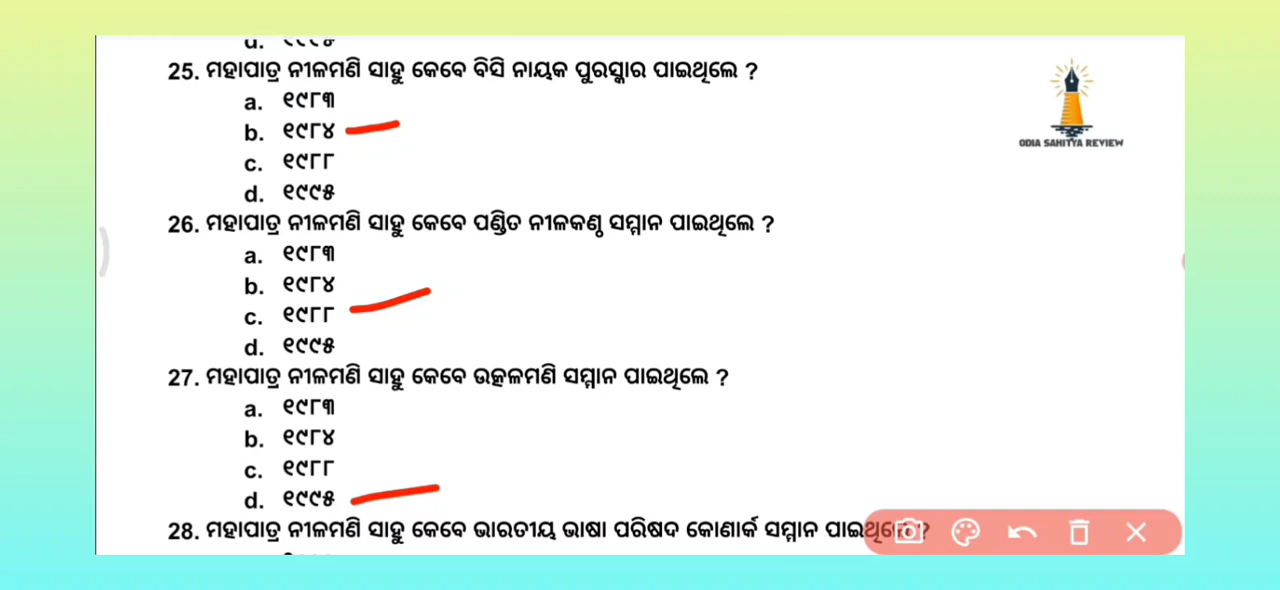 25. ମହାପାତ୍ର ନୀଳମଣି ସାହୁ କେବେ ବିସି ନାୟକ ପୁରସ୍କାର ପାଇଥିଲେ ?
a. ୧୯୮୩
b. ୧୯୮୪
c. ୧୯୮୮
d. ୧୯୯୫
ODIA SAHITYA REVIEW
26. ମହାପାତ୍ର ନୀଳମଣି ସାହୁ କେବେ ପଣ୍ଡିତ ନୀଳକଣ୍ଠ ସମ୍ମାନ ପାଇଥିଲେ ?
a. ୧୯୮୩
b. ୧୯୮୪
c. ୧୯୮୮
d. ୧୯୯୫
27. ମହାପାତ୍ର ନୀଳମଣି ସାହୁ କେବେ ଉତ୍କଳମଣି ସମ୍ମାନ ପାଇଥିଲେ ?
a. ୧୯୮୩
b. ୧୯୮୪
c. ୧୯୮୮
d. ୧୯୯୫
28. ମହାପାତ୍ର ନୀଳମଣି ସାହୁ କେବେ ଭାରତୀୟ ଭାଷା ପରିଷଦ କୋଣାର୍କ ସମ୍ମାନ ପାଇଥିଲେ ?